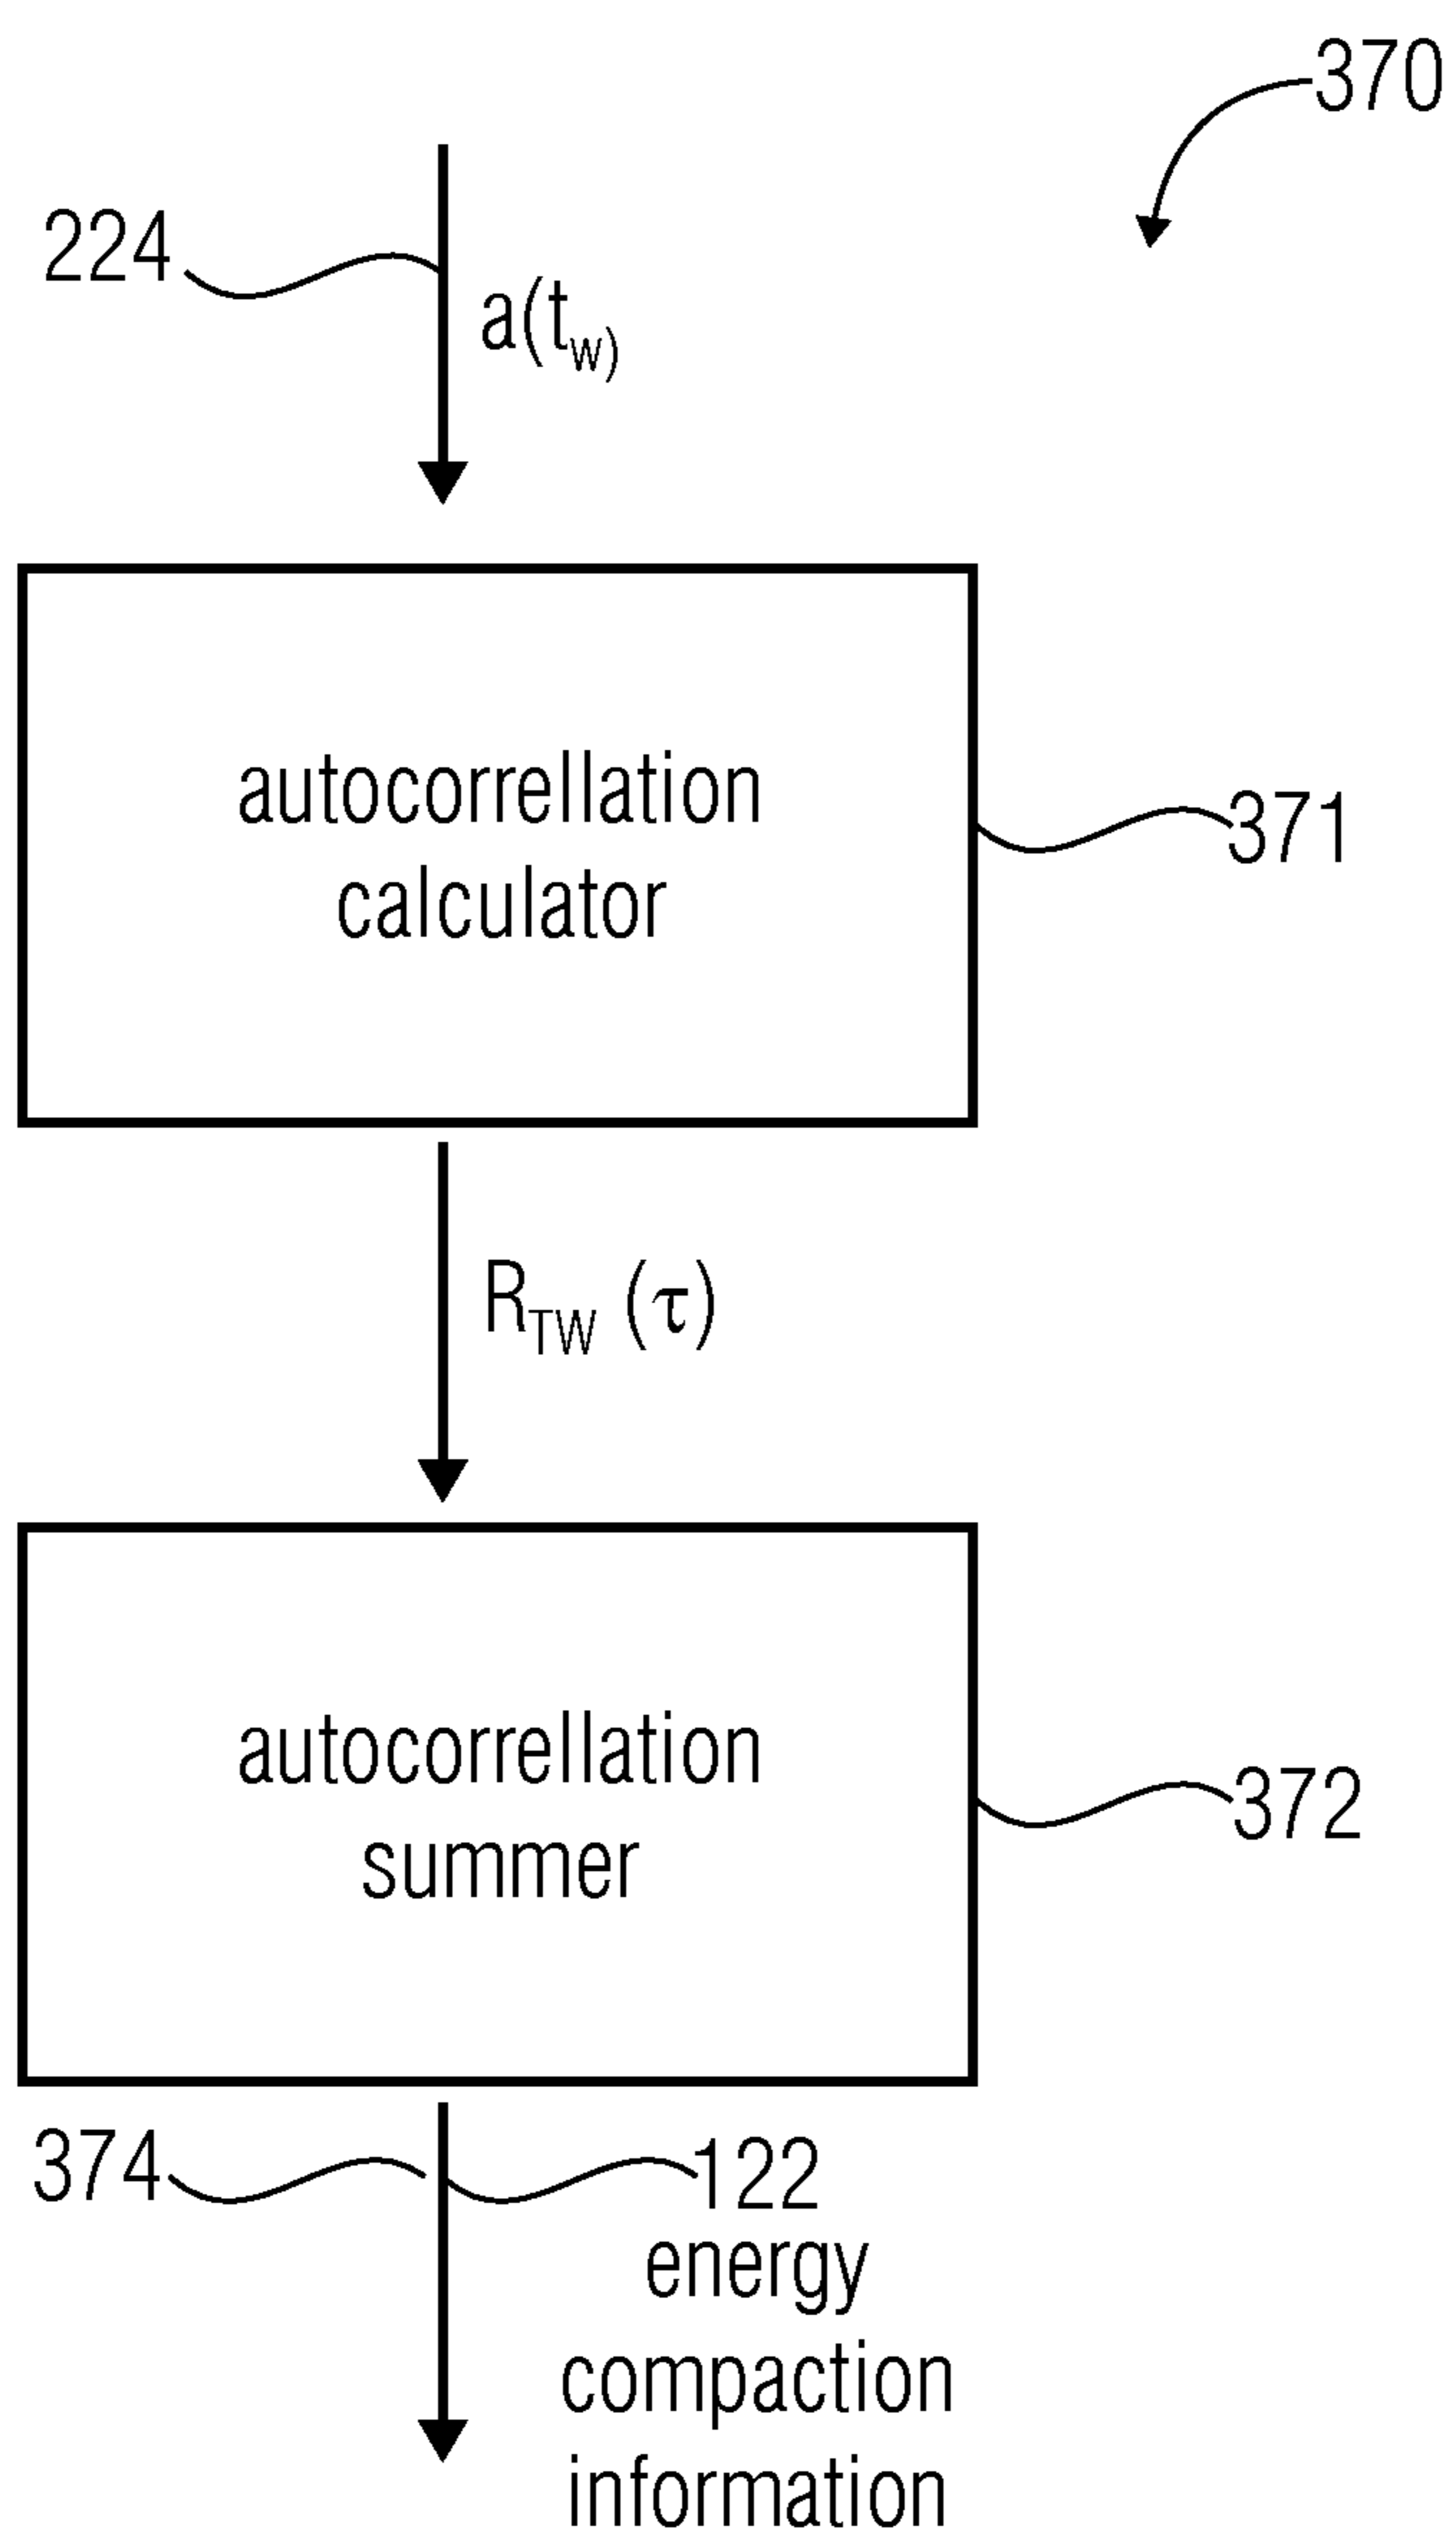 370
224
a(tw)
autocorrellation
calculator
371
RTW (τ)
autocorrellation
summer
372
374
122
energy
compaction
information